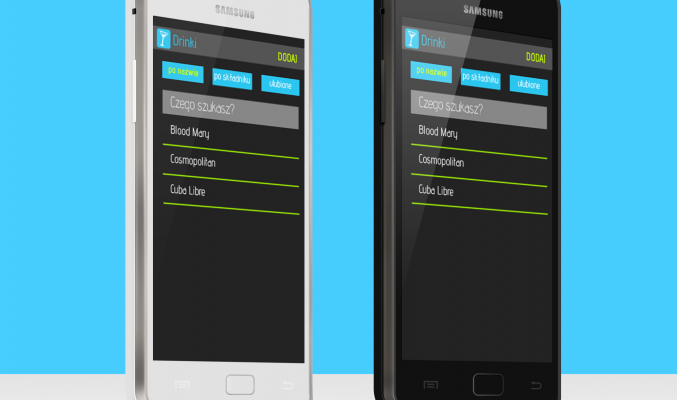 SAMSUNG
Drinki
DODAJ
po nazwie po składniku ulubione
Czego szukasz?
Blood Mary
Cosmopolitan
Cuba Libre
SAMSUNG
Drinki
DODAJ
po nazwie po składniku ulubione
Czego szukasz?
Blood Mary
Cosmopolitan
Cuba Libre